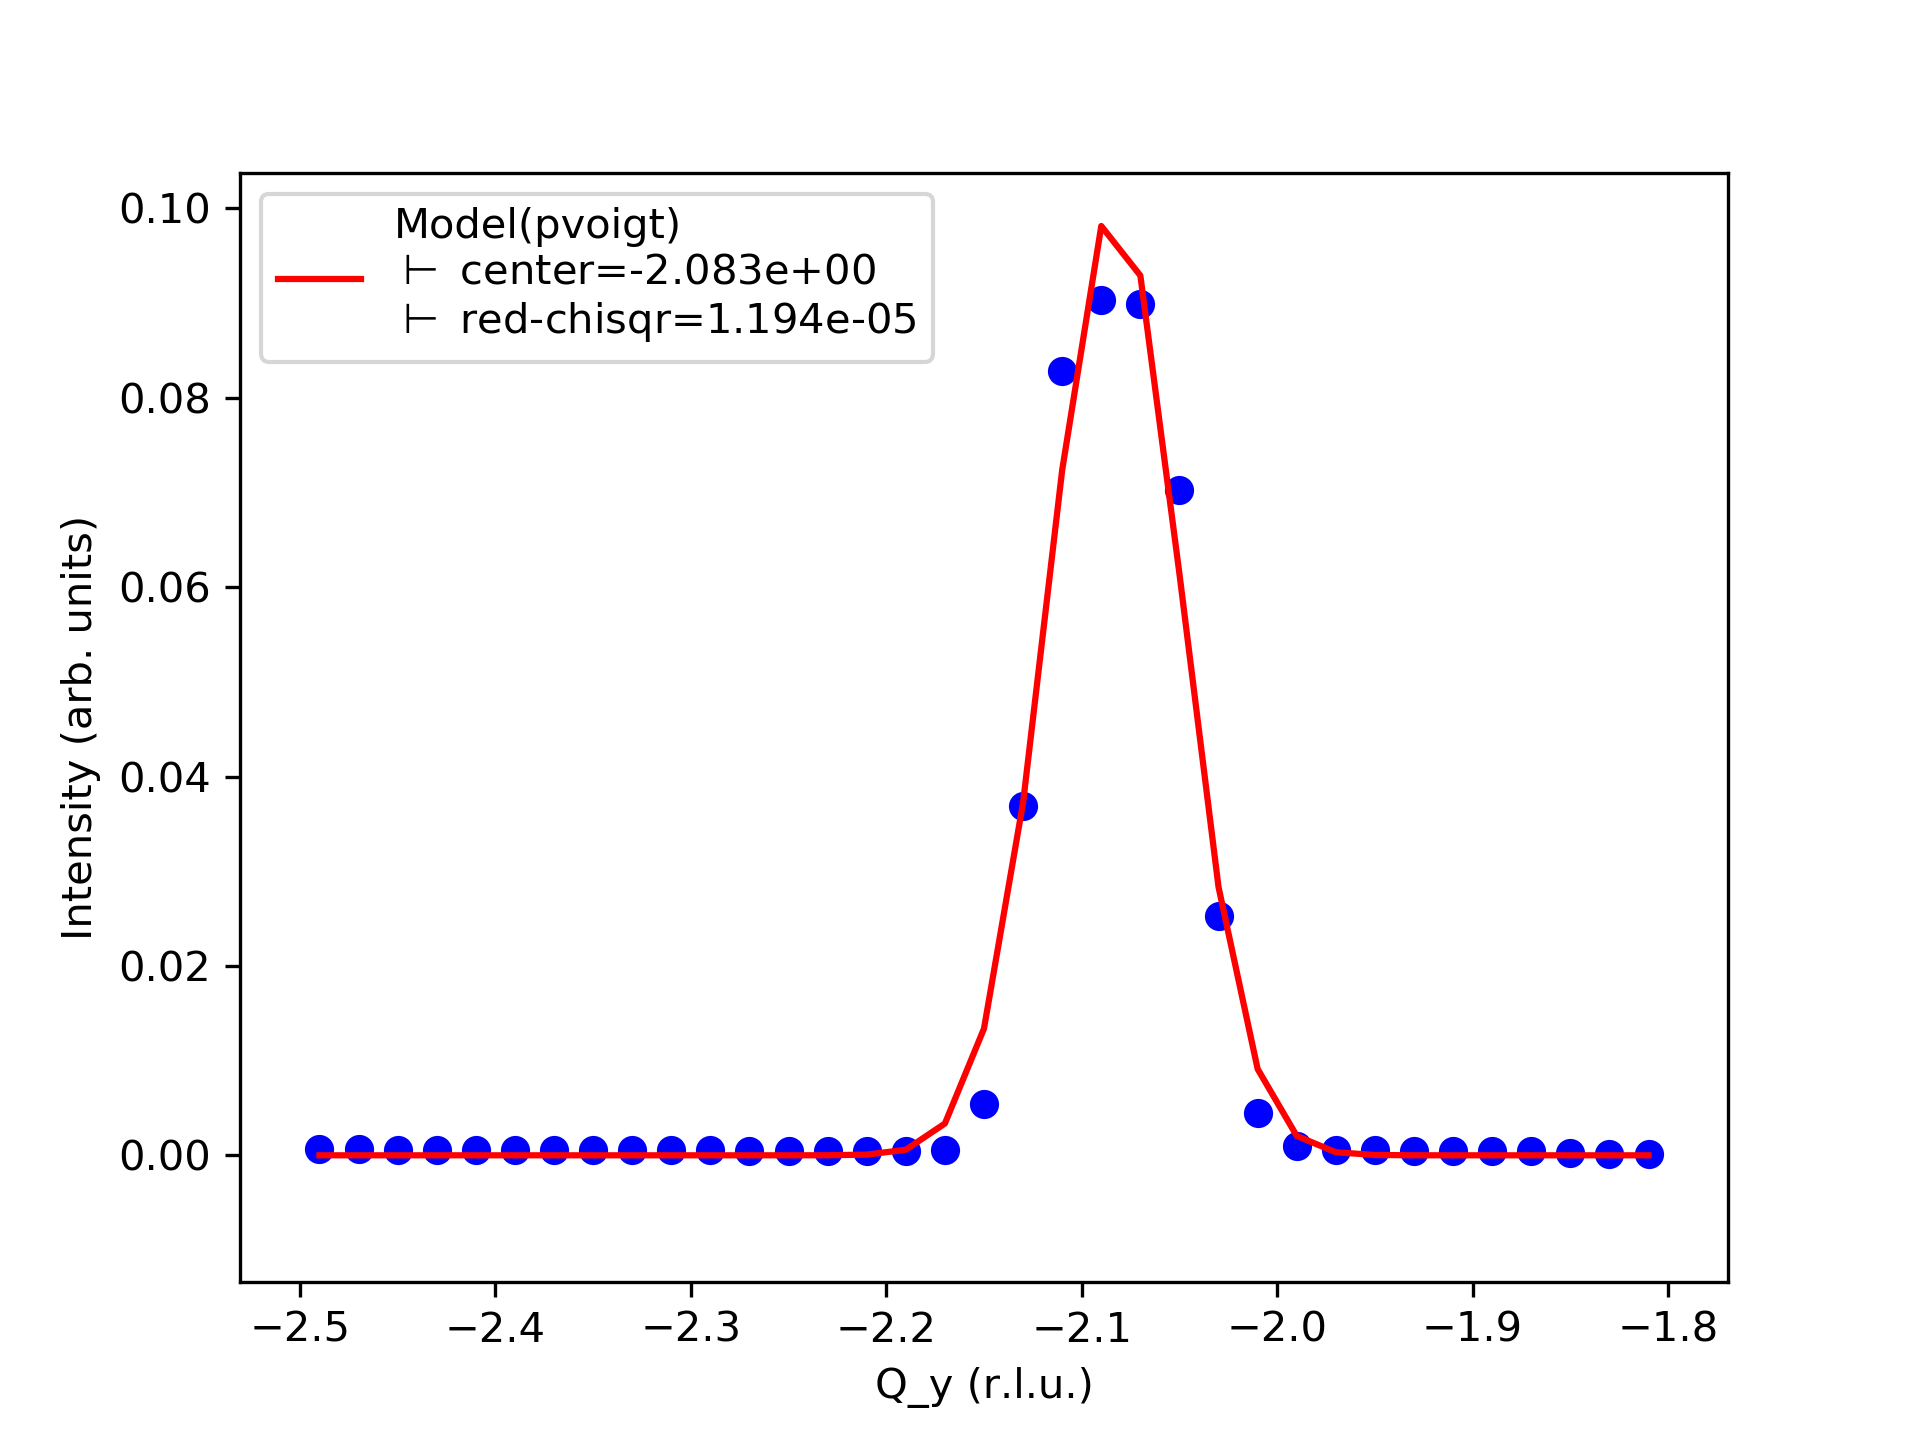 Model(pvoigt)
⊢ center=-2.083e+00
⊢ red-chisqr=1.194e-05
0.10
0.08
0.06
0.04
0.02
0.00
Intensity (arb. units)
−2.5 −2.4 −2.3 −2.2 −2.1 −2.0 −1.9 −1.8
Q_y (r.l.u.)